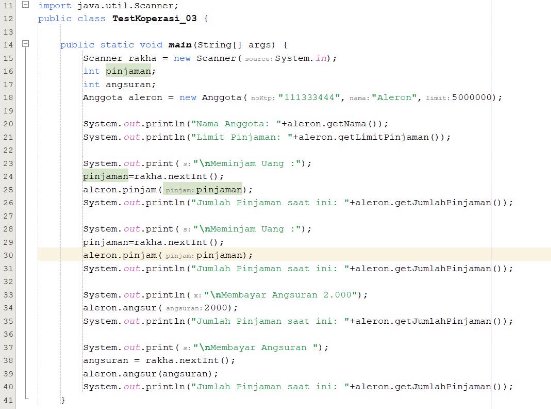 11 import java.util.Scanner;
12 public class TestKoperasi_03 {
13
14 public static void main(String[] args) {
15 Scanner rakha = new Scanner( source: System.in);
16 int pinjaman;
17 int angsuran;
18 Anggota aleron = new Anggota( noKtp: "111333444", nama: "Aleron", limit: 5000000);
19
20 System.out.println("Nama Anggota: "+aleron.getNama());
21 System.out.println("Limit Pinjaman: "+aleron.getLimitPinjaman());
22
23 System.out.print( s: "\nMeminjam Uang :");
24 pinjaman=rakha.nextInt();
25 aleron.pinjam( pinjam: pinjaman);
26 System.out.println("Jumlah Pinjaman saat ini: "+aleron.getJumlahPinjaman());
27
28 System.out.print( s: "\nMeminjam Uang :");
29 pinjaman=rakha.nextInt();
30 aleron.pinjam( pinjam: pinjaman);
31 System.out.println("Jumlah Pinjaman saat ini: "+aleron.getJumlahPinjaman());
32
33 System.out.println( x: "\nMembayar Angsuran 2.000");
34 aleron.angsur( angsuran: 2000);
35 System.out.println("Jumlah Pinjaman saat ini: "+aleron.getJumlahPinjaman());
36
37 System.out.print( s: "\nMembayar Angsuran ");
38 angsuran = rakha.nextInt();
39 aleron.angsur(angsuran);
40 System.out.println("Jumlah Pinjaman saat ini: "+aleron.getJumlahPinjaman());
41 }